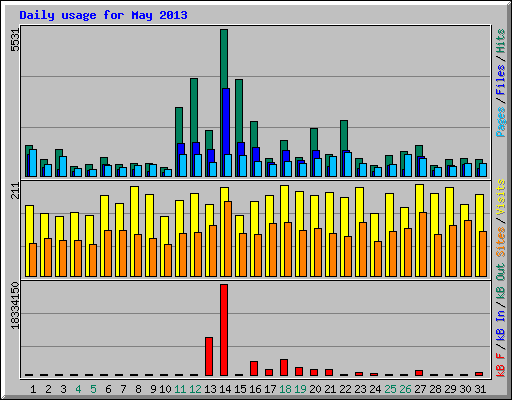 Daily usage for May 2013
5531
Pages / Files / Hits
211
Sites / Visits
18334150
kB F / kB In / kB Out
1 2 3 4 5 6 7 8 9 10 11 12 13 14 15 16 17 18 19 20 21 22 23 24 25 26 27 28 29 30 31